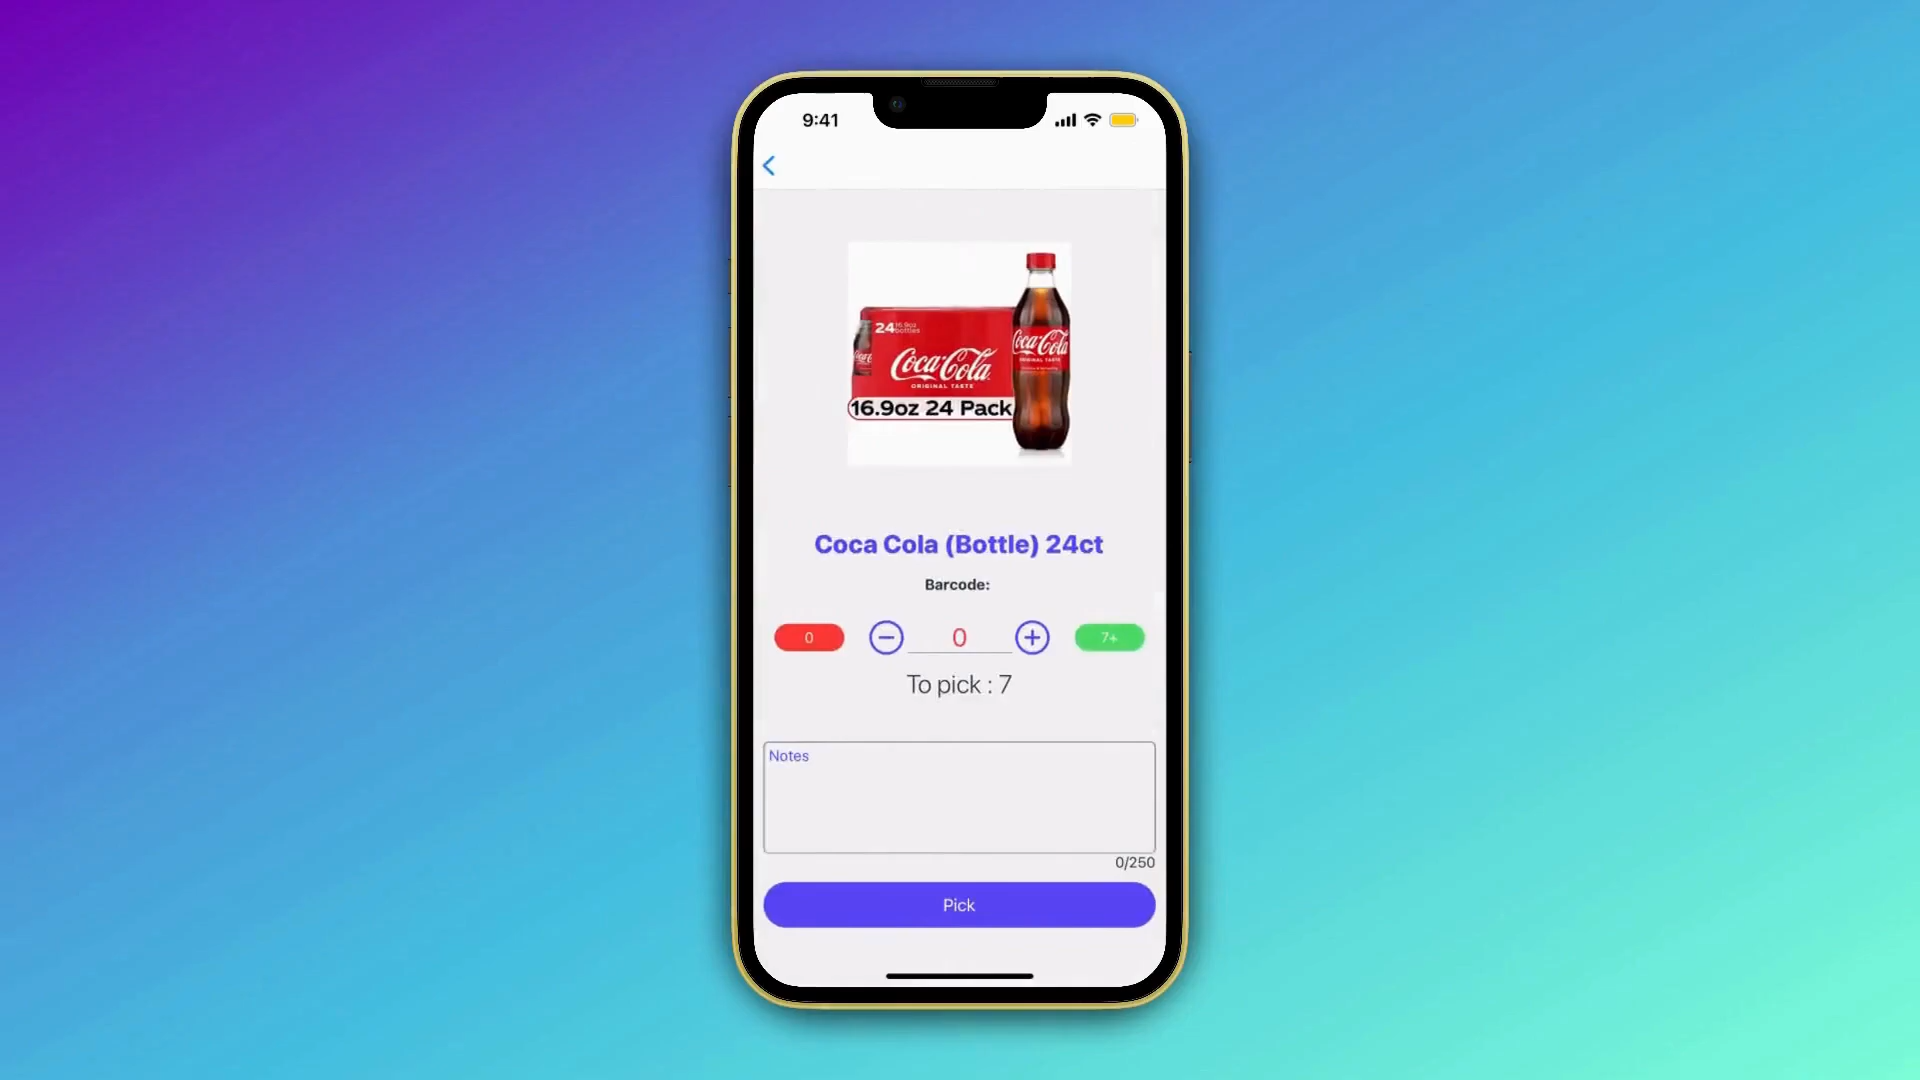 9:41
24 16.9oz
bottles
Coca-Cola
ORIGINAL TASTE
16.9oz 24 Pack
Coca-Cola
ORIGINAL TASTE
Coca Cola (Bottle) 24ct
Barcode:
0
0
7+
To pick : 7
Notes
0/250
Pick